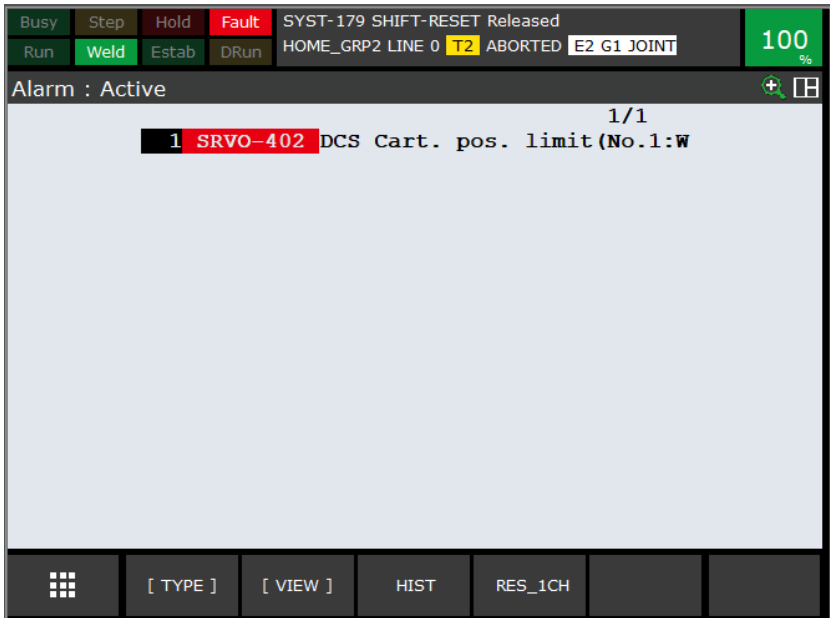 Busy Step Hold Fault SYST-179 SHIFT-RESET Released
Run Weld Estab DRun HOME_GRP2 LINE 0 T2 ABORTED E2 G1 JOINT
100
%
Alarm : Active
1/1
1 SRVO-402 DCS Cart. pos. limit(No.1:W
[ TYPE ] [ VIEW ] HIST RES_1CH